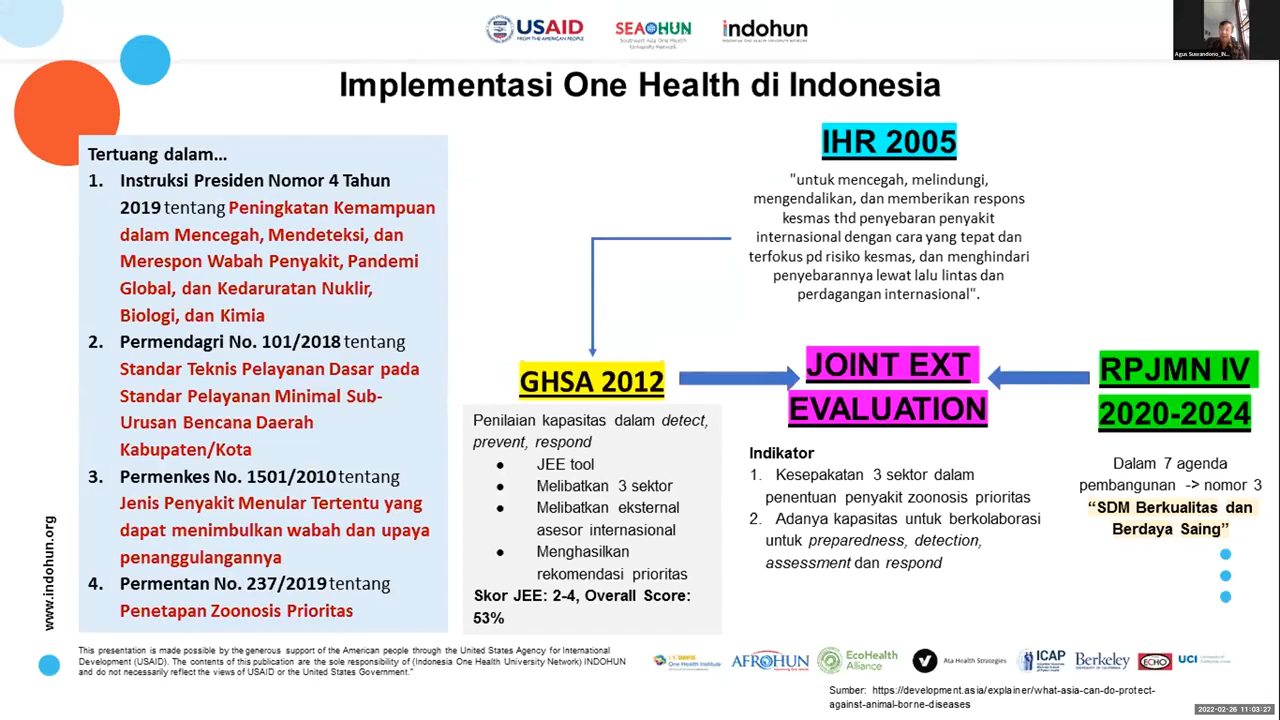 USAID
FROM THE AMERICAN PEOPLE
SEAOHUN
Southeast Asia One Health
University Network
indohun
INDONESIA ONE HEALTH UNIVERSITY NETWORK
Agus Suwandono_IN...
Implementasi One Health di Indonesia
Tertuang dalam...
1. Instruksi Presiden Nomor 4 Tahun
2019 tentang Peningkatan Kemampuan
dalam Mencegah, Mendeteksi, dan
Merespon Wabah Penyakit, Pandemi
Global, dan Kedaruratan Nuklir,
Biologi, dan Kimia
2. Permendagri No. 101/2018 tentang
Standar Teknis Pelayanan Dasar pada
Standar Pelayanan Minimal Sub-
Urusan Bencana Daerah
Kabupaten/Kota
3. Permenkes No. 1501/2010 tentang
Jenis Penyakit Menular Tertentu yang
dapat menimbulkan wabah dan upaya
penanggulangannya
4. Permentan No. 237/2019 tentang
Penetapan Zoonosis Prioritas
IHR 2005
"untuk mencegah, melindungi,
mengendalikan, dan memberikan respons
kesmas thd penyebaran penyakit
internasional dengan cara yang tepat dan
terfokus pd risiko kesmas, dan menghindari
penyebarannya lewat lalu lintas dan
perdagangan internasional".
GHSA 2012
Penilaian kapasitas dalam detect,
prevent, respond
● JEE tool
● Melibatkan 3 sektor
● Melibatkan eksternal
asesor internasional
● Menghasilkan
rekomendasi prioritas
Skor JEE: 2-4, Overall Score:
53%
JOINT EXT
EVALUATION
Indikator
1. Kesepakatan 3 sektor dalam
penentuan penyakit zoonosis prioritas
2. Adanya kapasitas untuk berkolaborasi
untuk preparedness, detection,
assessment dan respond
RPJMN IV
2020-2024
Dalam 7 agenda
pembangunan -> nomor 3
“SDM Berkualitas dan
Berdaya Saing”
www.indohun.org
This presentation is made possible by the generous support of the American people through the United States Agency for International
Development (USAID). The contents of this publication are the sole responsibility of (Indonesia One Health University Network) INDOHUN
and do not necessarily reflect the views of USAID or the United States Government."
One Health Institute
AFROHUN
EcoHealth
Alliance
Ata Health Strategies
ICAP
Berkeley
ECHO
UCI
Sumber: https://development.asia/explainer/what-asia-can-do-protect-
against-animal-borne-diseases
2022-02-26 11:03:27